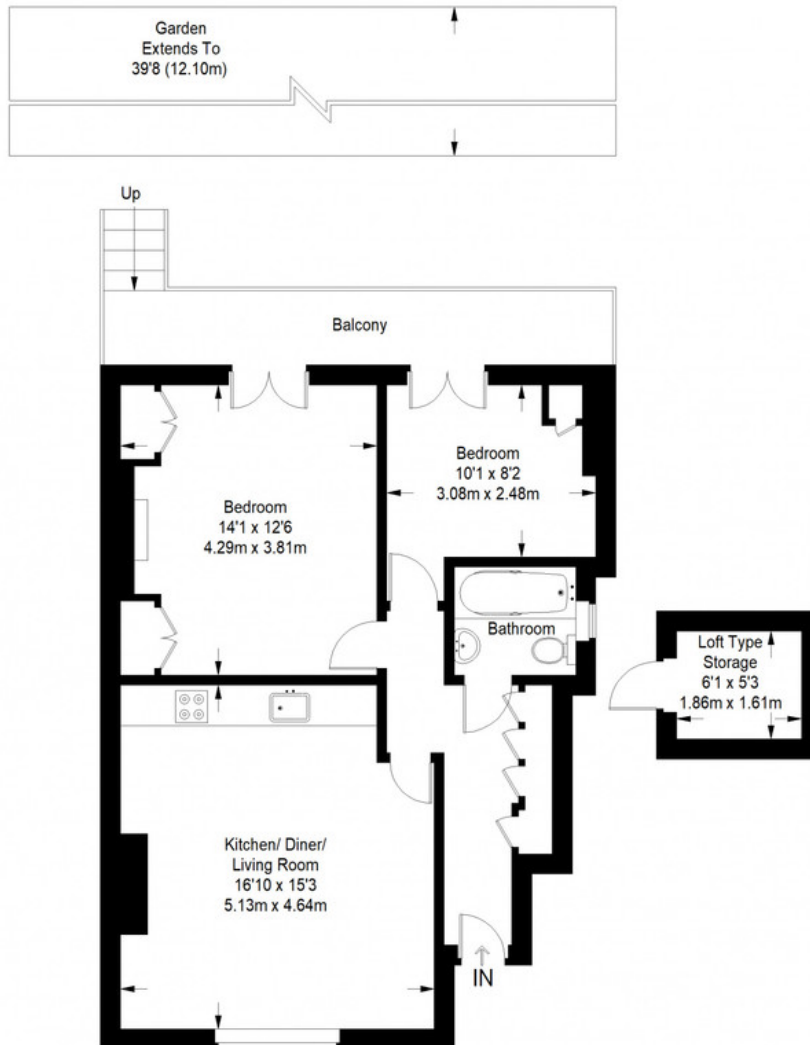 Garden
Extends To
39'8 (12.10m)
Up
Balcony
Bedroom
14'1 x 12'6
4.29m x 3.81m
Bedroom
10'1 x 8'2
3.08m x 2.48m
Bathroom
Loft Type
Storage
6'1 x 5'3
1.86m x 1.61m
Kitchen/ Diner/
Living Room
16'10 x 15'3
5.13m x 4.64m
IN